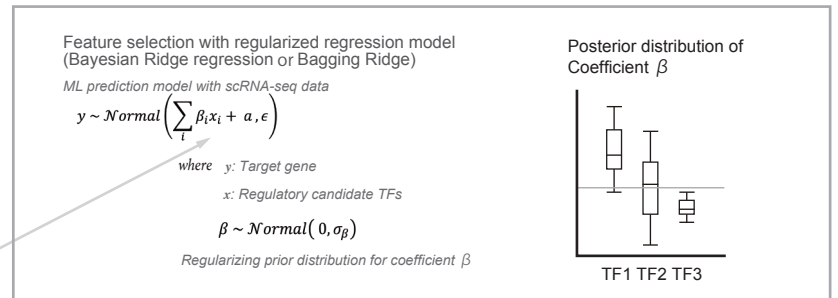 Feature selection with regularized regression model
(Bayesian Ridge regression or Bagging Ridge)
ML prediction model with scRNA-seq data
y ~ Normal(∑ᵢ βᵢxᵢ + a, ϵ)
where y: Target gene
x: Regulatory candidate TFs
β ~ Normal( 0, σᵦ)
Regularizing prior distribution for coefficient β
Posterior distribution of
Coefficient β
TF1 TF2 TF3